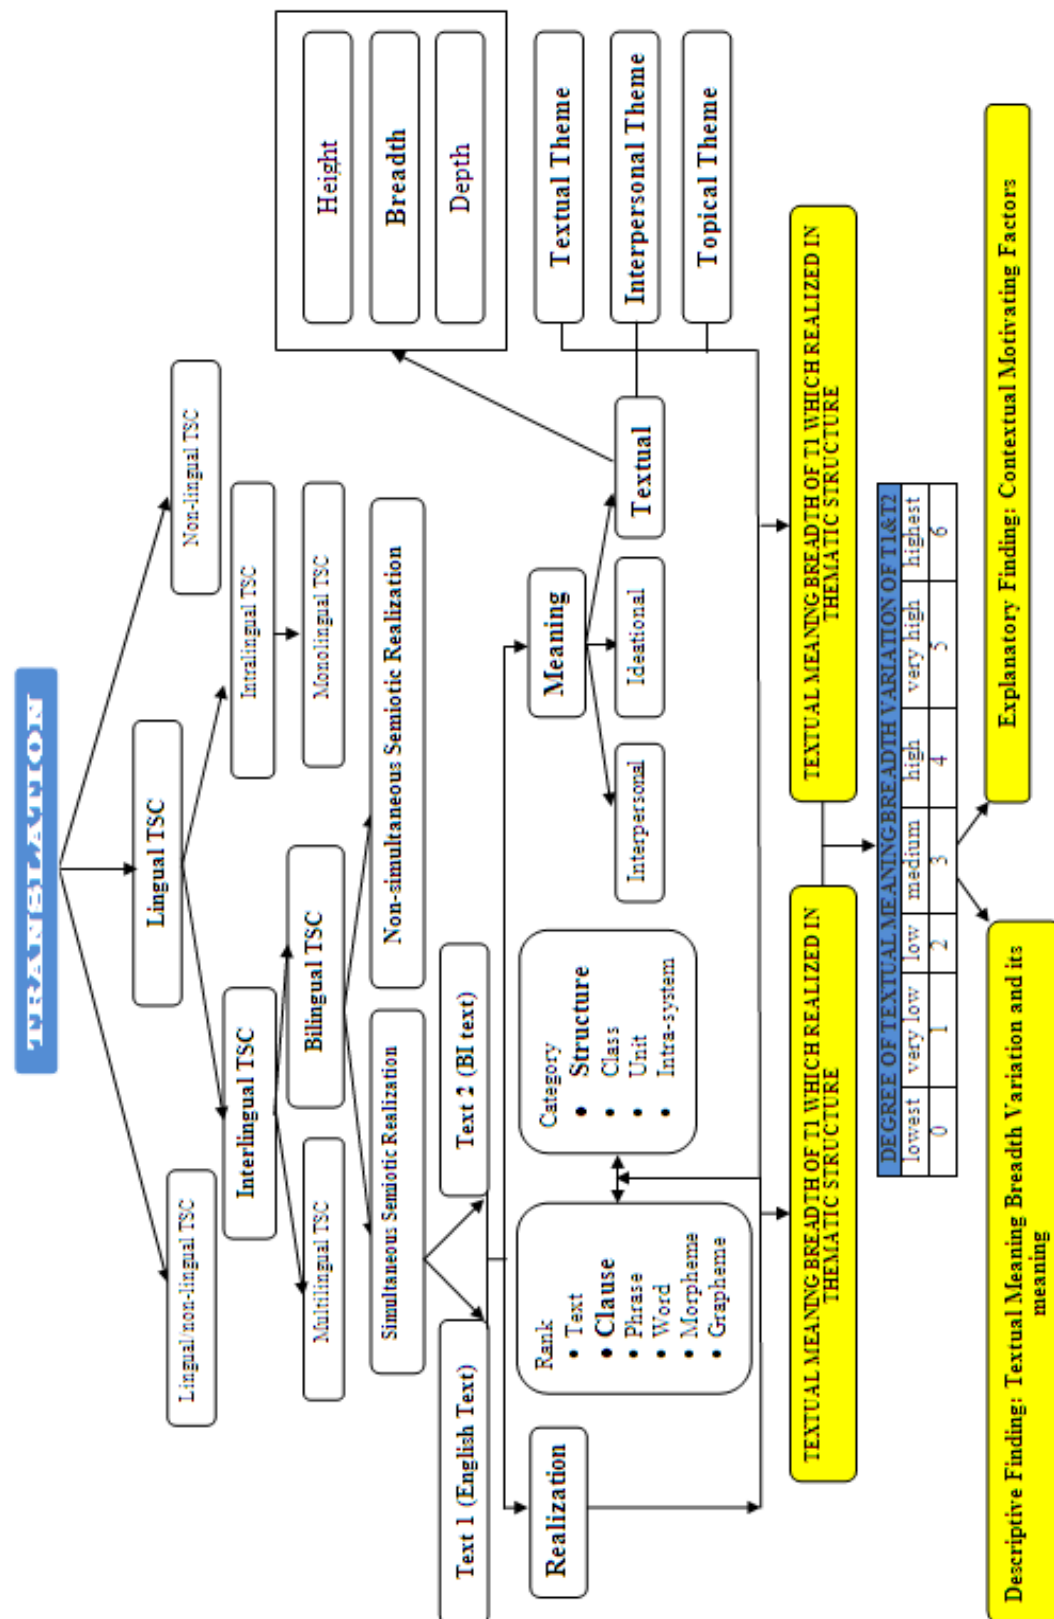 TRANSLATION
Lingual/non-lingual TSC
Lingual TSC
Non-lingual TSC
Interlingual TSC
Intralingual TSC
Multilingual TSC
Bilingual TSC
Monolingual TSC
Simultaneous Semiotic Realization
Non-simultaneous Semiotic Realization
Text 1 (English Text)
Text 2 (BI text)
Height
Breadth
Depth
Realization
Rank
• Text
• Clause
• Phrase
• Word
• Morpheme
• Grapheme
Category
• Structure
• Class
• Unit
• Intra-system
Meaning
Interpersonal
Ideational
Textual
Textual Theme
Interpersonal Theme
Topical Theme
TEXTUAL MEANING BREADTH OF T1 WHICH REALIZED IN
THEMATIC STRUCTURE
TEXTUAL MEANING BREADTH OF T1 WHICH REALIZED IN
THEMATIC STRUCTURE
DEGREE OF TEXTUAL MEANING BREADTH VARIATION OF T1&T2
lowest very low low medium high very high highest
0 1 2 3 4 5 6
Descriptive Finding: Textual Meaning Breadth Variation and its
meaning
Explanatory Finding: Contextual Motivating Factors